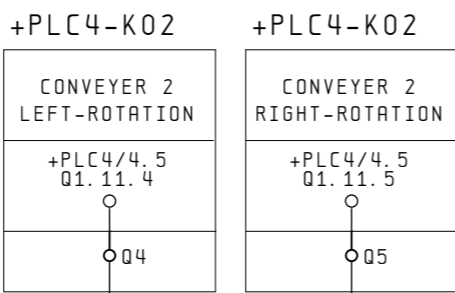 +PLC4-K02
CONVEYER 2
LEFT-ROTATION
+PLC4/4.5
Q1.11.4
Q4
+PLC4-K02
CONVEYER 2
RIGHT-ROTATION
+PLC4/4.5
Q1.11.5
Q5